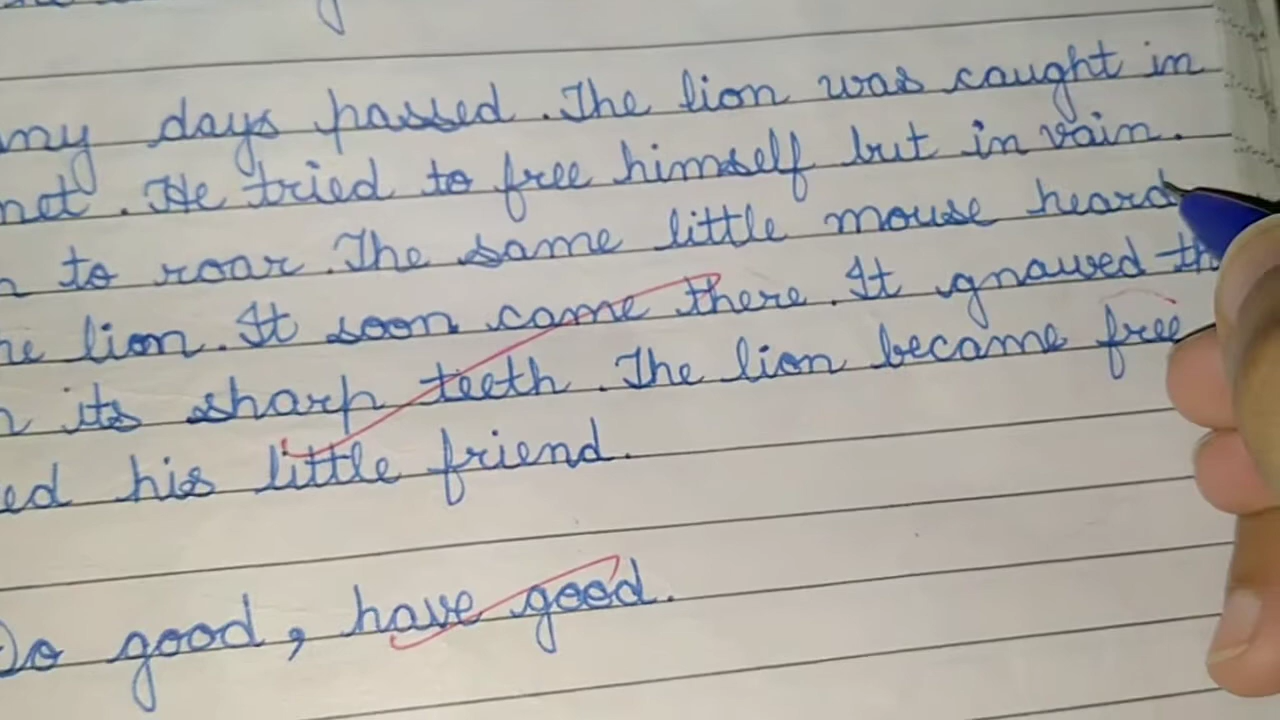 my days passed. The lion was caught in
net. He tried to free himself but in vain.
to roar. The same little mouse heard
lion. It soon came there. It gnawed
its sharp teeth. The lion became free
his little friend.
Do good, have good.